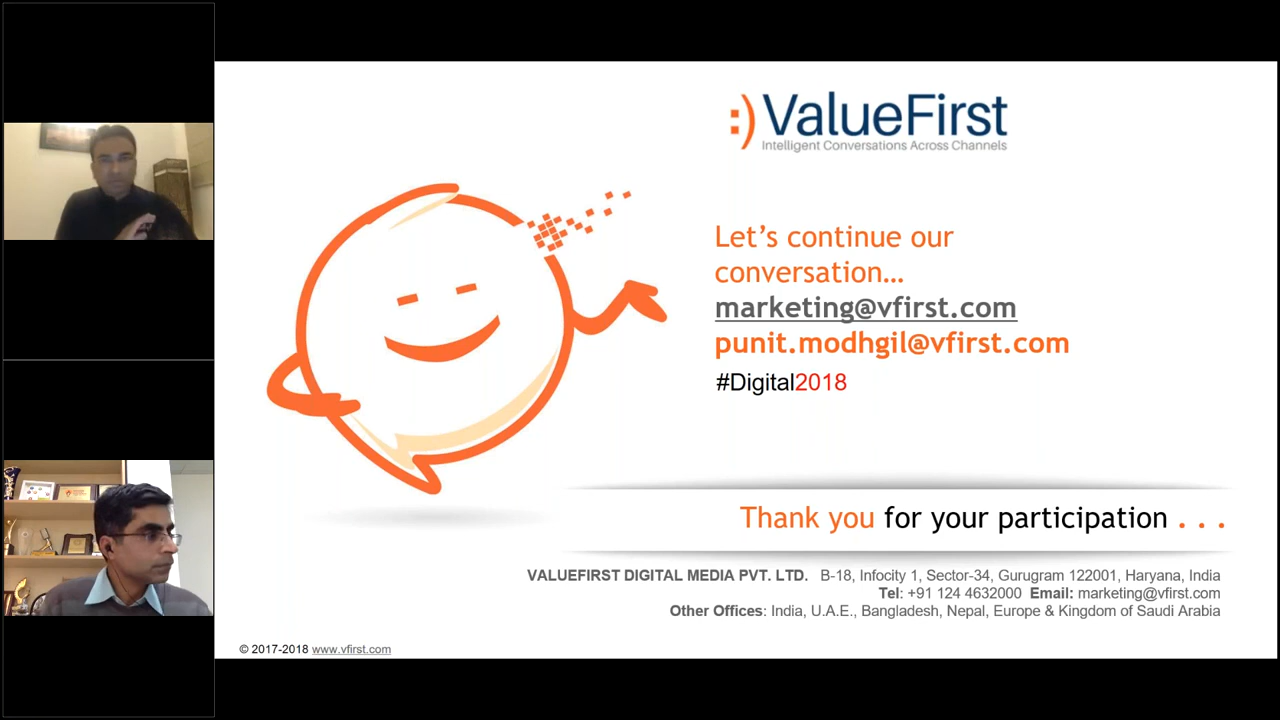 :) ValueFirst
Intelligent Conversations Across Channels
Let's continue our
conversation...
marketing@vfirst.com
punit.modhgil@vfirst.com
#Digital2018
Thank you for your participation . . .
VALUEFIRST DIGITAL MEDIA PVT. LTD. B-18, Infocity 1, Sector-34, Gurugram 122001, Haryana, India
Tel: +91 124 4632000 Email: marketing@vfirst.com
Other Offices: India, U.A.E., Bangladesh, Nepal, Europe & Kingdom of Saudi Arabia
© 2017-2018 www.vfirst.com